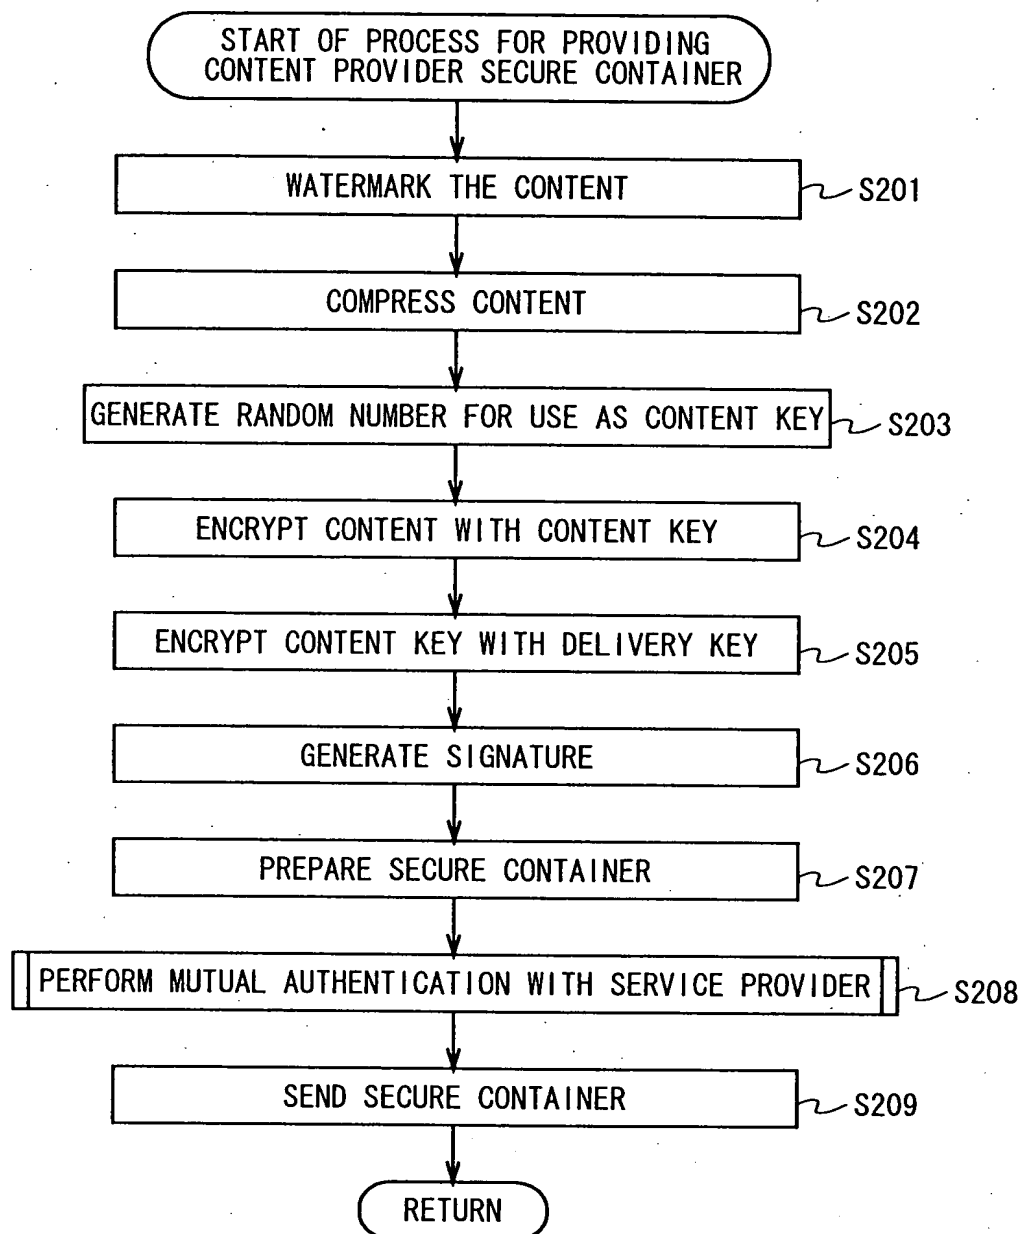 START OF PROCESS FOR PROVIDING
CONTENT PROVIDER SECURE CONTAINER
WATERMARK THE CONTENT
S201
COMPRESS CONTENT
S202
GENERATE RANDOM NUMBER FOR USE AS CONTENT KEY
S203
ENCRYPT CONTENT WITH CONTENT KEY
S204
ENCRYPT CONTENT KEY WITH DELIVERY KEY
S205
GENERATE SIGNATURE
S206
PREPARE SECURE CONTAINER
S207
PERFORM MUTUAL AUTHENTICATION WITH SERVICE PROVIDER
S208
SEND SECURE CONTAINER
S209
RETURN